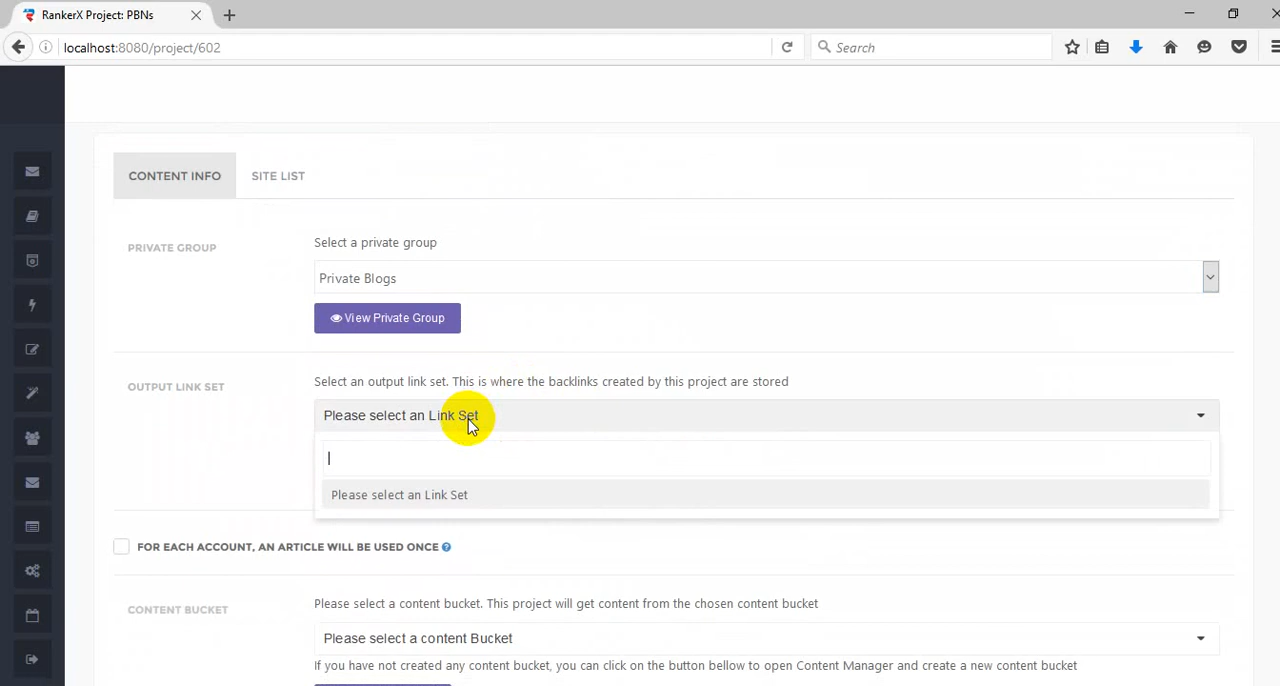 RankerX Project: PBNs
localhost:8080/project/602
Search
CONTENT INFO
SITE LIST
PRIVATE GROUP
Select a private group
Private Blogs
View Private Group
OUTPUT LINK SET
Select an output link set. This is where the backlinks created by this project are stored
Please select an Link Set
Please select an Link Set
FOR EACH ACCOUNT, AN ARTICLE WILL BE USED ONCE
CONTENT BUCKET
Please select a content bucket. This project will get content from the chosen content bucket
Please select a content Bucket
If you have not created any content bucket, you can click on the button bellow to open Content Manager and create a new content bucket